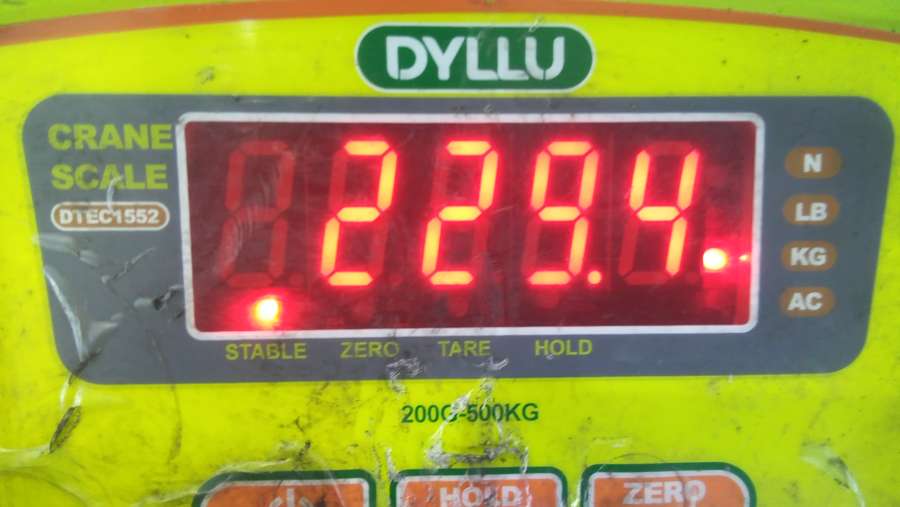 DYLLU
CRANE
SCALE
DTEC1552
229.4
N
LB
KG
AC
STABLE ZERO TARE HOLD
200G-500KG
HOLD ZERO